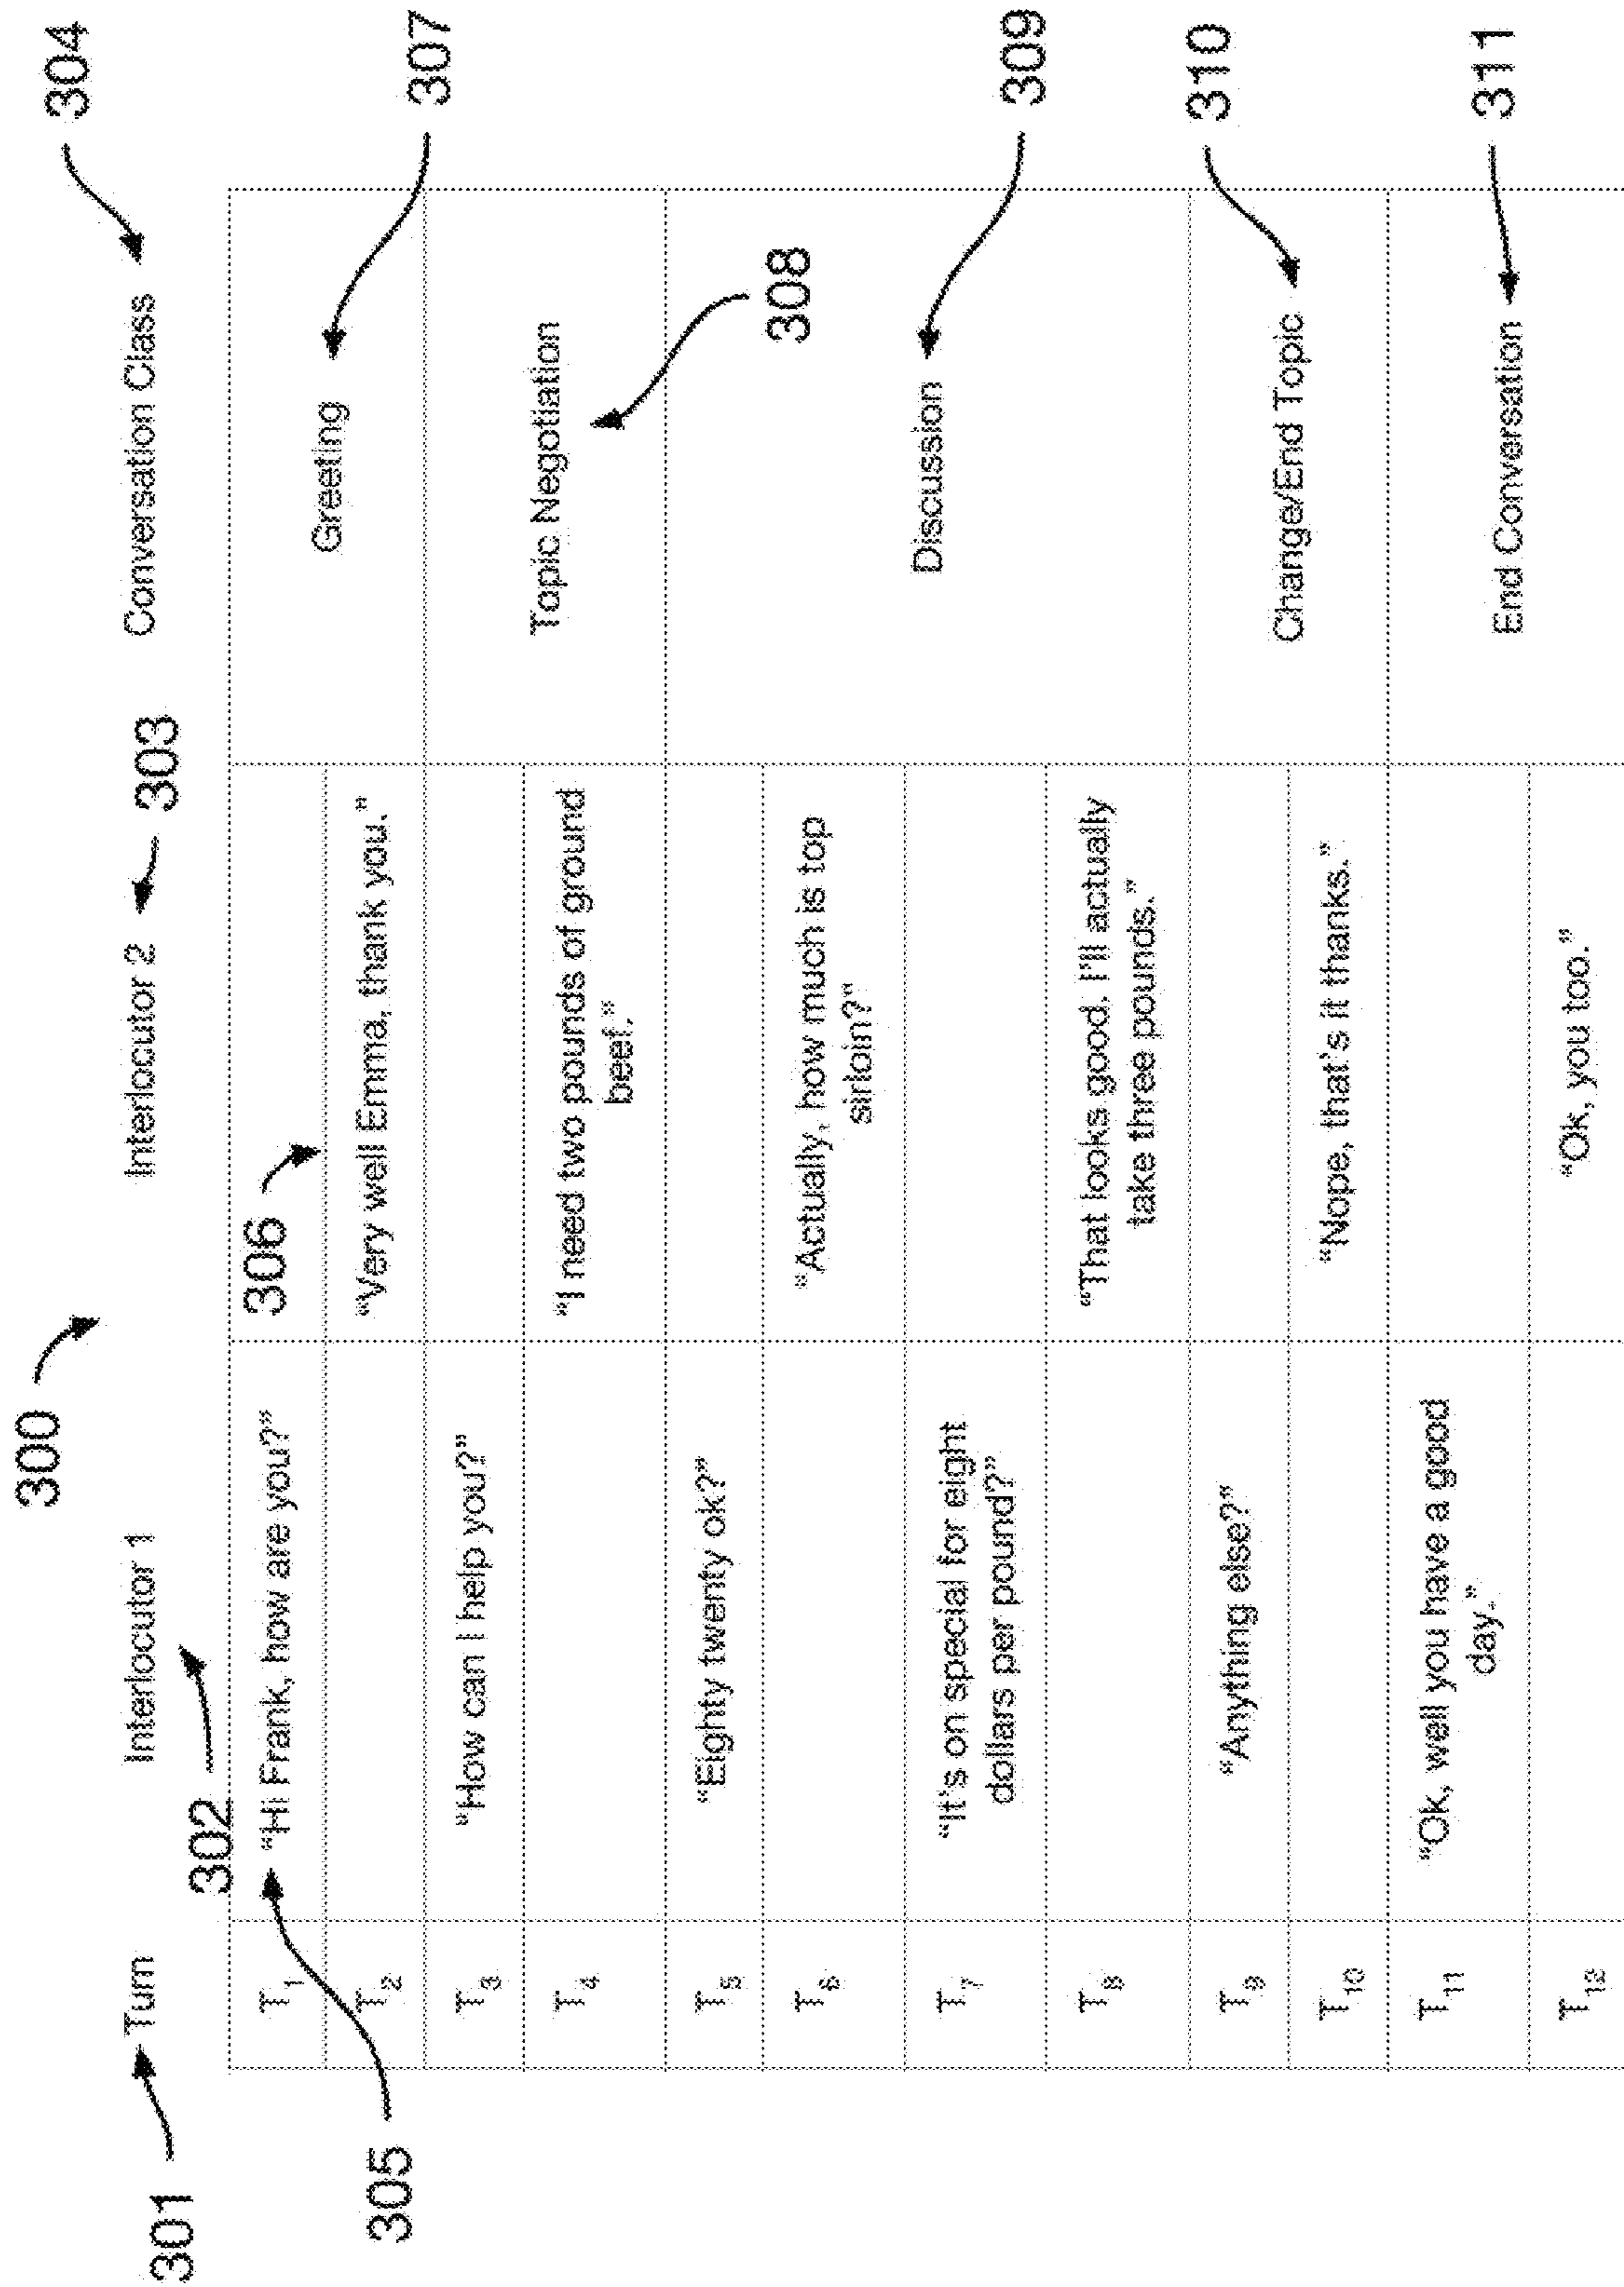 300
301 302 303 304
Turn Interlocutor 1 Interlocutor 2 Conversation Class
305 306 307
T1 "Hi Frank, how are you?" Greeting
T2 "Very well Emma, thank you."
T3 "How can I help you?" Topic Negotiation
T4 "I need two pounds of ground
beef."
308
T5 "Eighty twenty ok?" Discussion
309
T6 "Actually, how much is top
sirloin?"
T7 "It's on special for eight
dollars per pound?"
T8 "That looks good. I'll actually
take three pounds."
T9 "Anything else?" Change/End Topic
310
T10 "Nope, that's it thanks."
T11 "Ok, well you have a good
day."
End Conversation
311
T12 "Ok, you too."